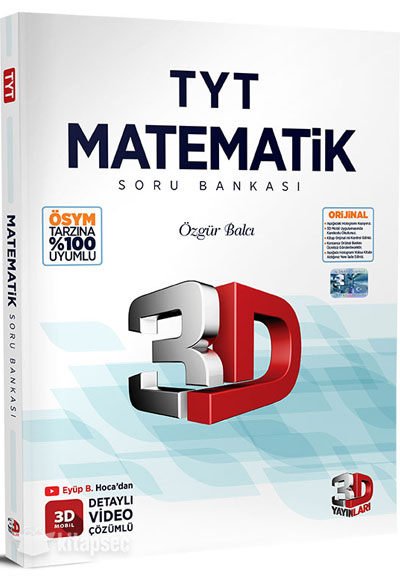 TYT
MATEMATİK
SORU BANKASI
Özgür Balcı
ÖSYM
TARZINA
%100
UYUMLU
ORİJİNAL
3D
Eyüp B. Hoca'dan
3D
MOBİL
DETAYLI
VİDEO
ÇÖZÜMLÜ
3D
YAYINLARI
TYT
MATEMATİK
SORU BANKASI
kitapsec